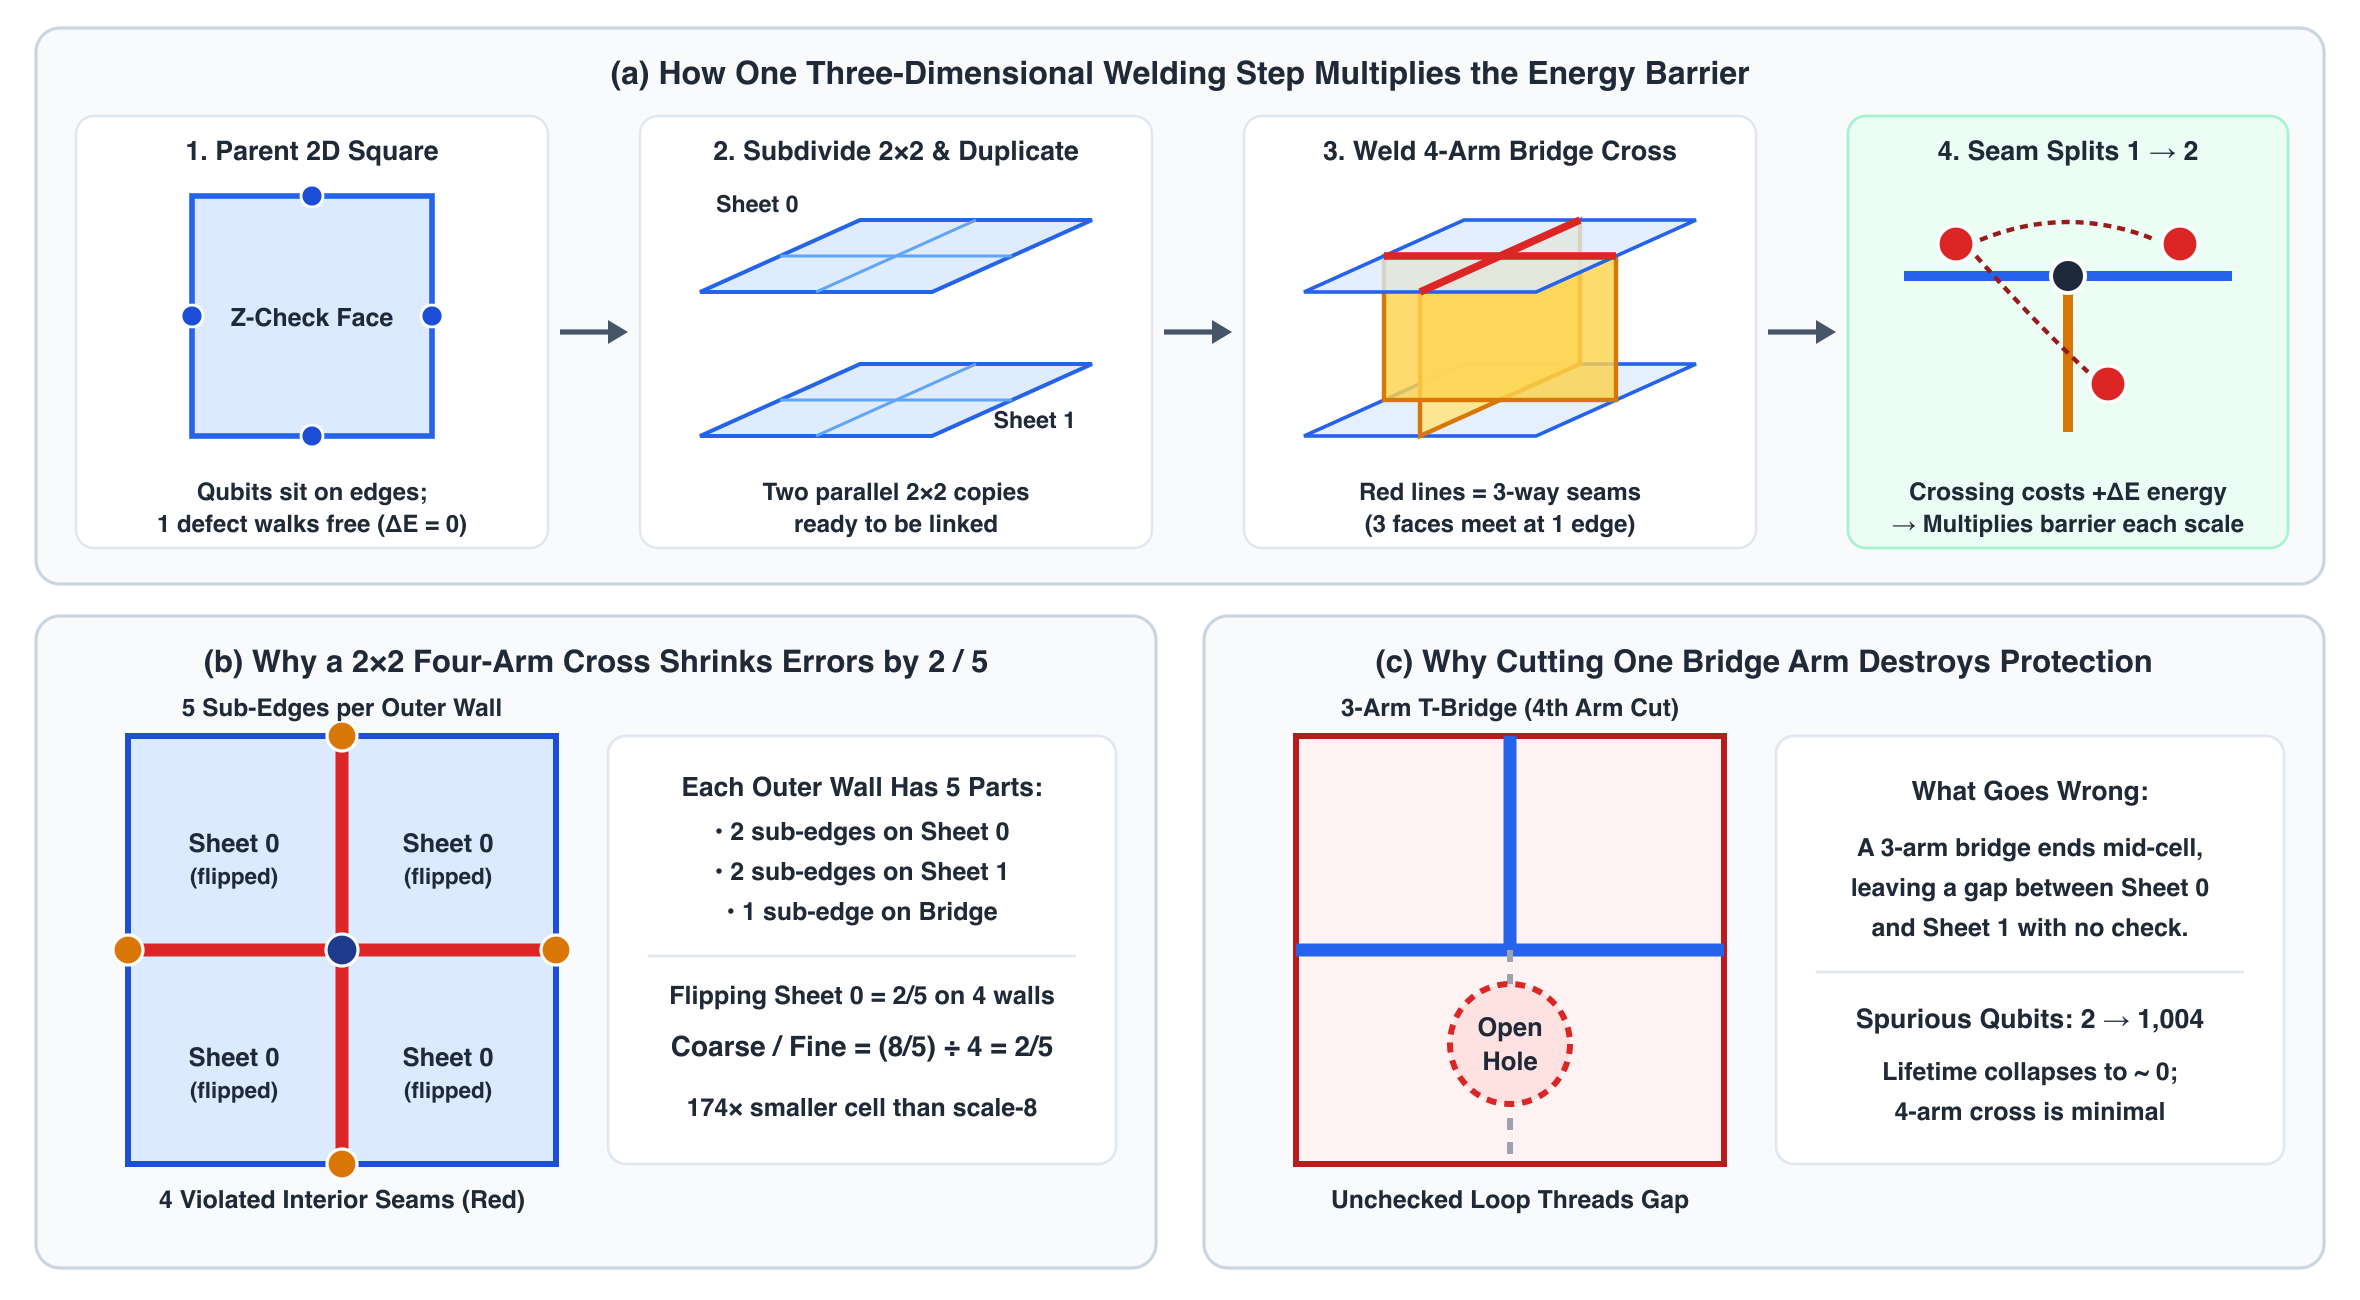 (a) How One Three-Dimensional Welding Step Multiplies the Energy Barrier
1. Parent 2D Square
Z-Check Face
Qubits sit on edges;
1 defect walks free (ΔE = 0)
2. Subdivide 2×2 & Duplicate
Sheet 0
Sheet 1
Two parallel 2×2 copies
ready to be linked
3. Weld 4-Arm Bridge Cross
Red lines = 3-way seams
(3 faces meet at 1 edge)
4. Seam Splits 1 → 2
Crossing costs +ΔE energy
→ Multiplies barrier each scale
(b) Why a 2×2 Four-Arm Cross Shrinks Errors by 2 / 5
5 Sub-Edges per Outer Wall
Sheet 0
(flipped)
Sheet 0
(flipped)
Sheet 0
(flipped)
Sheet 0
(flipped)
4 Violated Interior Seams (Red)
Each Outer Wall Has 5 Parts:
• 2 sub-edges on Sheet 0
• 2 sub-edges on Sheet 1
• 1 sub-edge on Bridge
Flipping Sheet 0 = 2/5 on 4 walls
Coarse / Fine = (8/5) ÷ 4 = 2/5
174× smaller cell than scale-8
(c) Why Cutting One Bridge Arm Destroys Protection
3-Arm T-Bridge (4th Arm Cut)
Open
Hole
Unchecked Loop Threads Gap
What Goes Wrong:
A 3-arm bridge ends mid-cell,
leaving a gap between Sheet 0
and Sheet 1 with no check.
Spurious Qubits: 2 → 1,004
Lifetime collapses to ~ 0;
4-arm cross is minimal